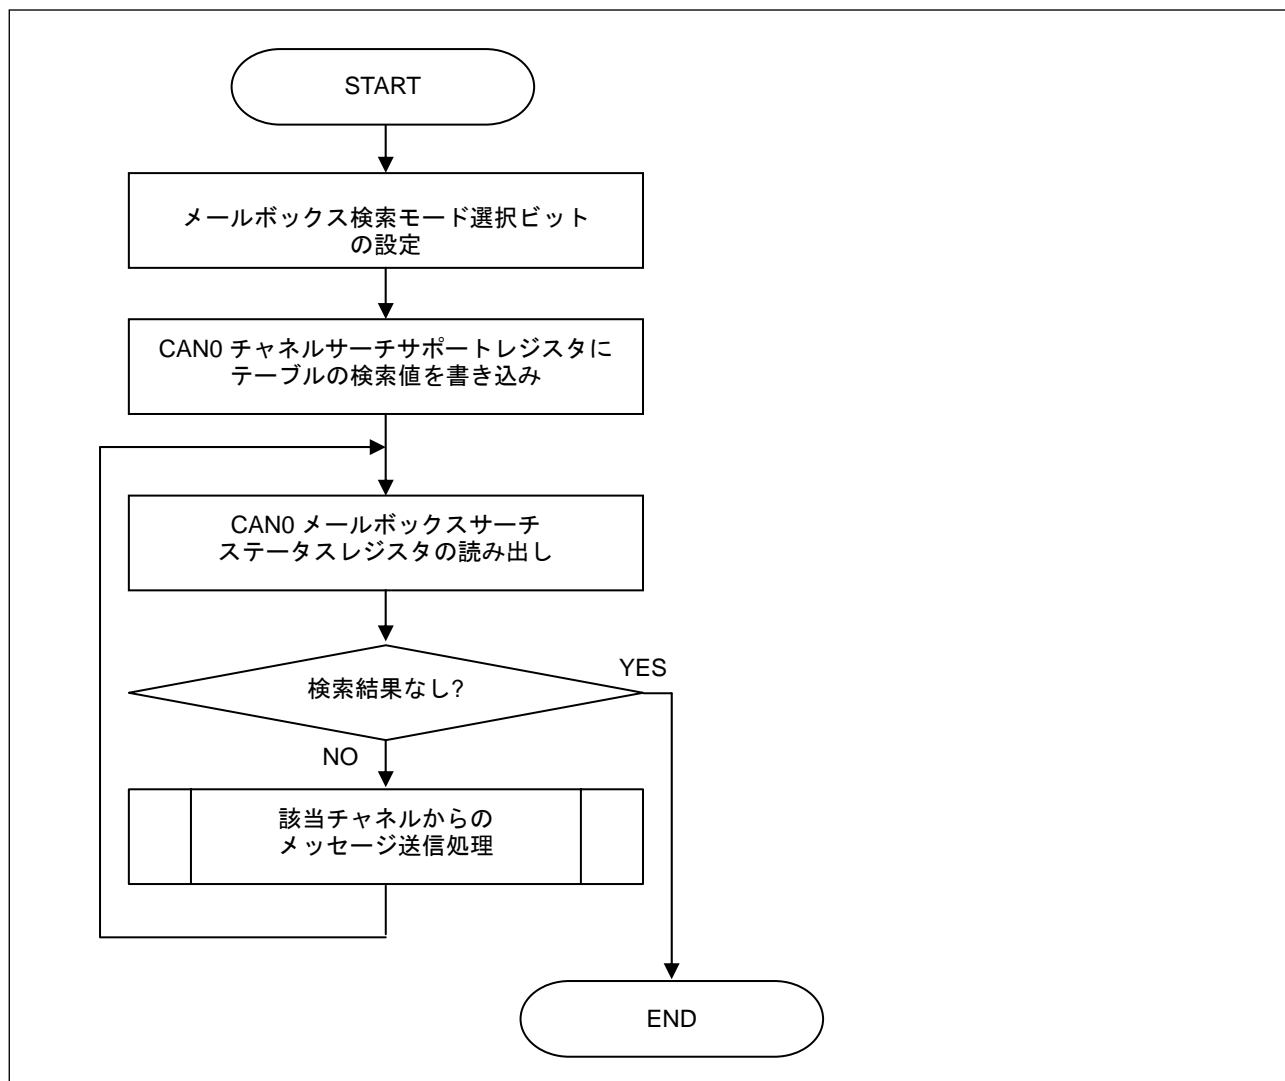 START
メールボックス検索モード選択ビット
の設定
CAN0 チャネルサーチサポートレジスタに
テーブルの検索値を書き込み
CAN0 メールボックスサーチ
ステータスレジスタの読み出し
検索結果なし?
YES
NO
該当チャネルからの
メッセージ送信処理
END